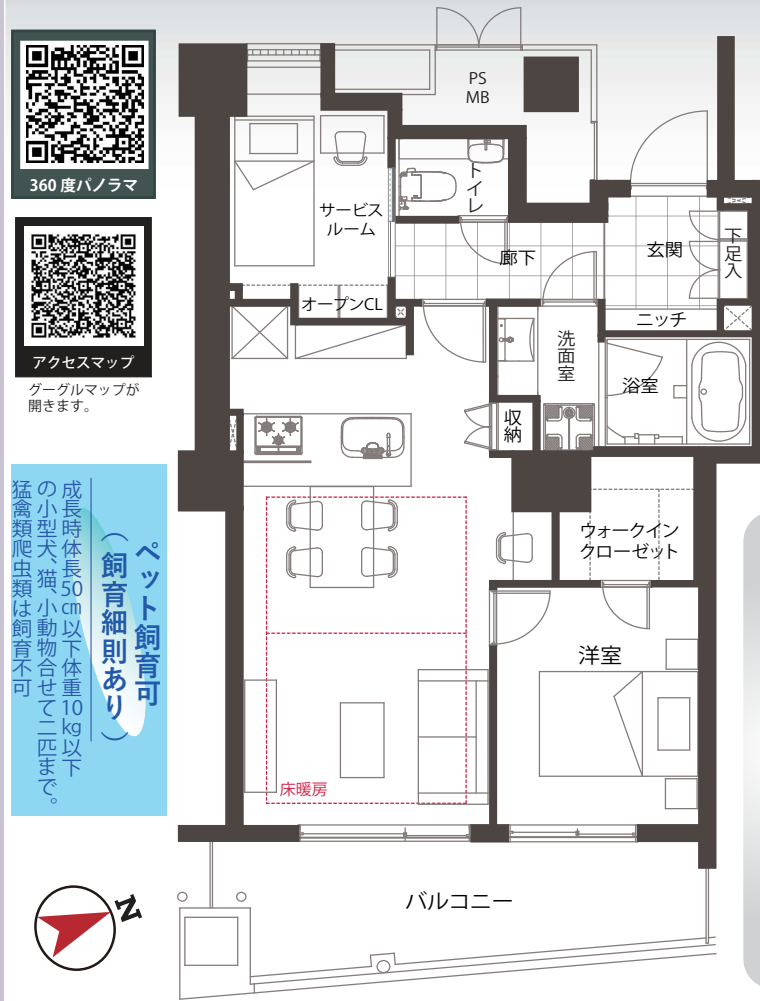 360 度パノラマ
アクセスマップ
グーグルマップが
開きます。
ペット飼育可
（飼育細則あり）
成長時体長50㎝以下体重10㎏以下
の小型犬、猫、小動物合せて二匹まで。
猛禽類爬虫類は飼育不可
N
PS
MB
トイレ
サービス
ルーム
オープンCL
廊下
玄関
下足入
ニッチ
洗面室
浴室
収納
ウォークイン
クローゼット
洋室
床暖房
バルコニー